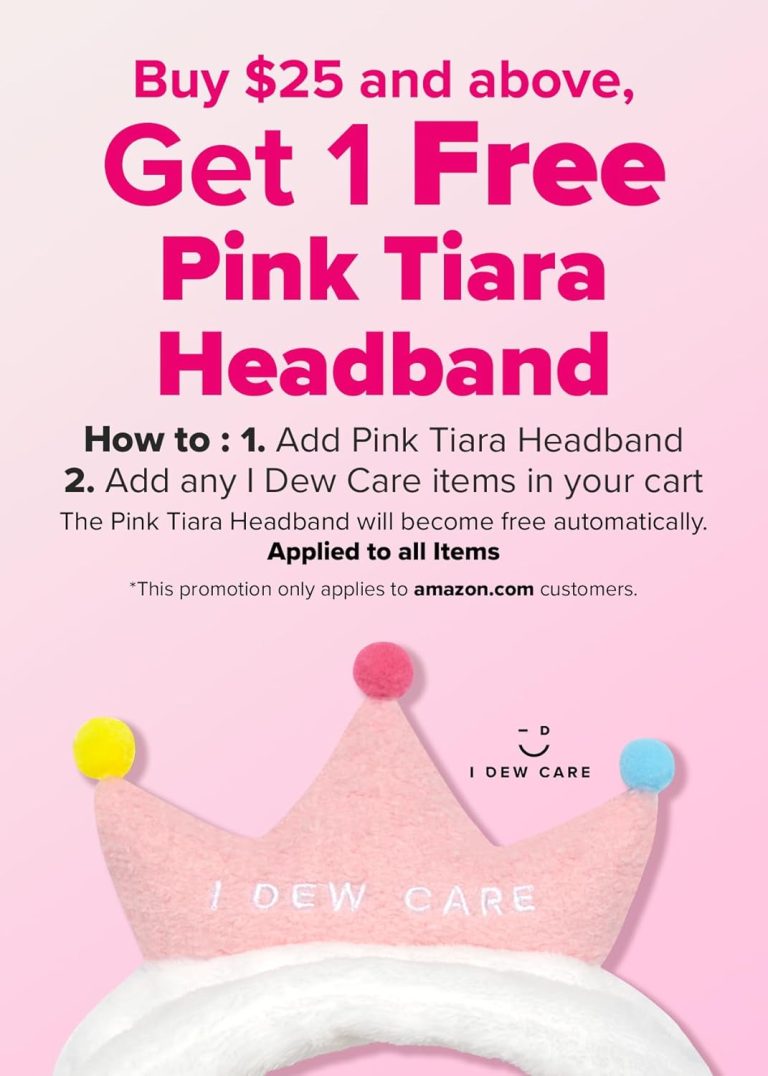 Buy $25 and above,
Get 1 Free
Pink Tiara
Headband
How to : 1. Add Pink Tiara Headband
2. Add any I Dew Care items in your cart
The Pink Tiara Headband will become free automatically.
Applied to all Items
*This promotion only applies to amazon.com customers.
– D
I DEW CARE
I DEW CARE